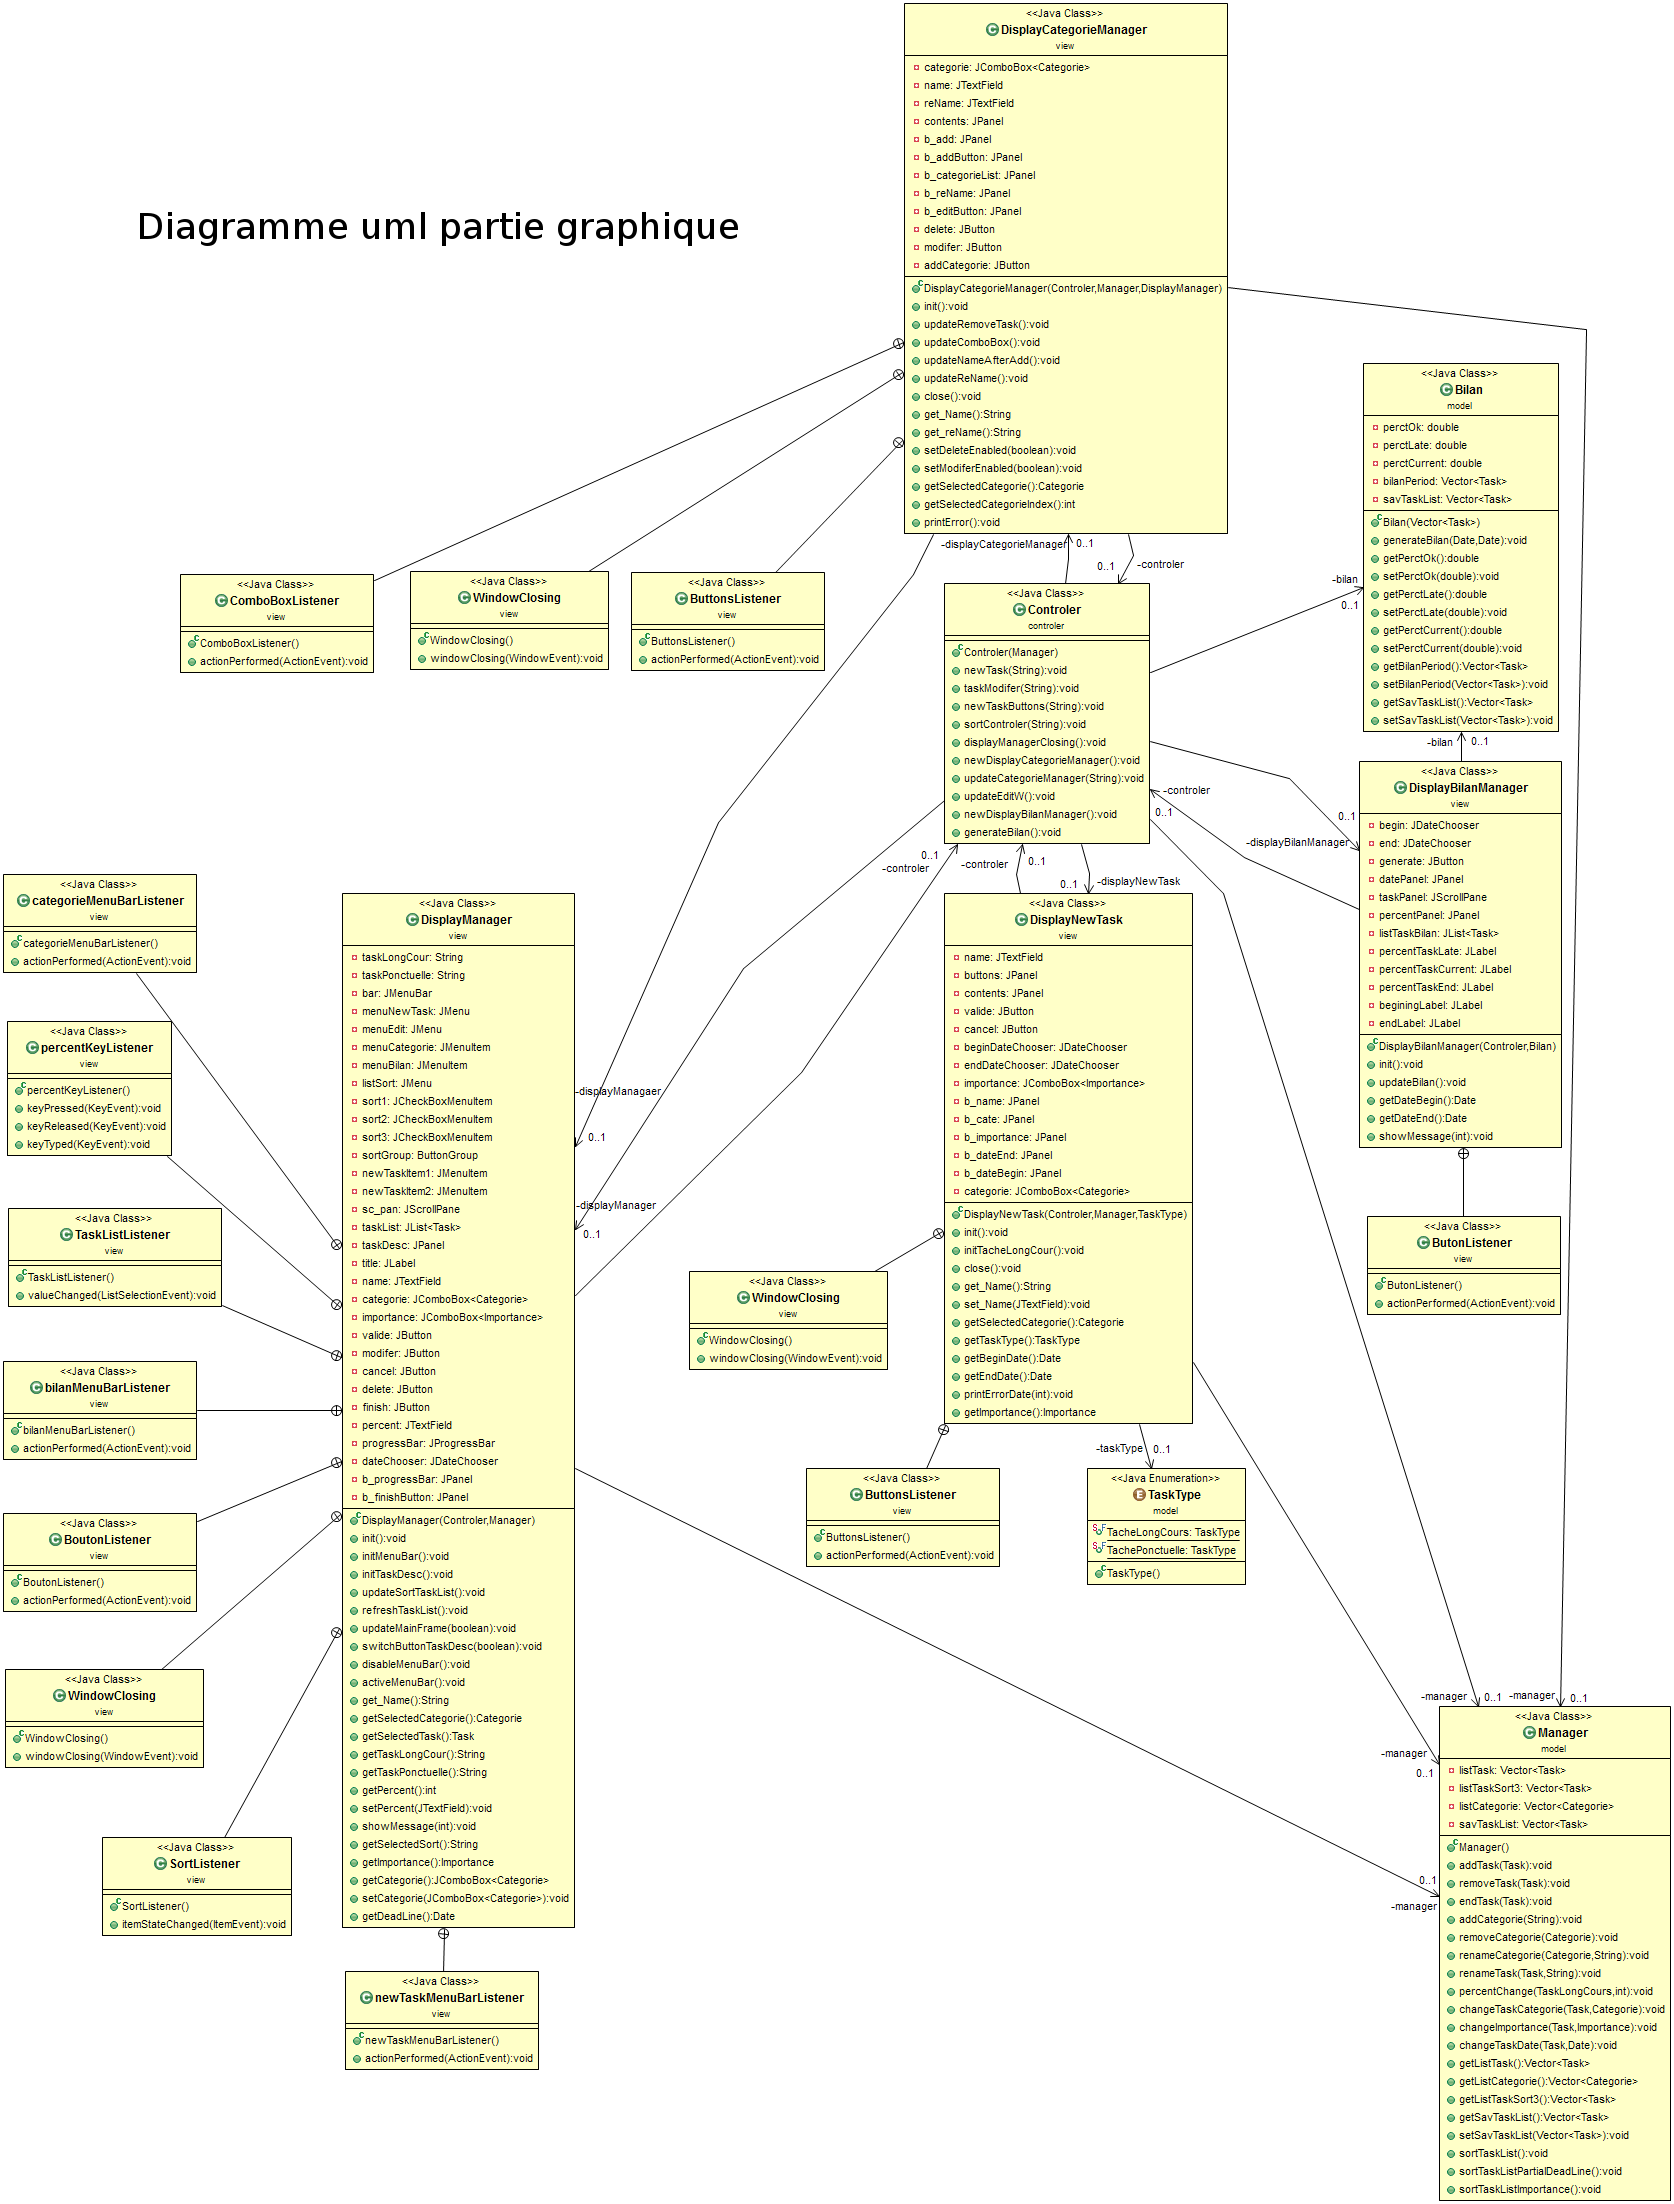 Diagramme uml partie graphique
<<Java Class>>
DisplayCategorieManager
view
categorie: JComboBox<Categorie>
name: JTextField
reName: JTextField
contents: JPanel
b_add: JPanel
b_addButton: JPanel
b_categorieList: JPanel
b_reName: JPanel
b_editButton: JPanel
delete: JButton
modifer: JButton
addCategorie: JButton
DisplayCategorieManager(Controler,Manager,DisplayManager)
init():void
updateRemoveTask():void
updateComboBox():void
updateNameAfterAdd():void
updateReName():void
close():void
get_Name():String
get_reName():String
setDeleteEnabled(boolean):void
setModiferEnabled(boolean):void
getSelectedCategorie():Categorie
getSelectedCategorieIndex():int
printError():void
<<Java Class>>
Bilan
model
perctOk: double
perctLate: double
perctCurrent: double
bilanPeriod: Vector<Task>
savTaskList: Vector<Task>
Bilan(Vector<Task>)
generateBilan(Date,Date):void
getPerctOk():double
setPerctOk(double):void
getPerctLate():double
setPerctLate(double):void
getPerctCurrent():double
setPerctCurrent(double):void
getBilanPeriod():Vector<Task>
setBilanPeriod(Vector<Task>):void
getSavTaskList():Vector<Task>
setSavTaskList(Vector<Task>):void
<<Java Class>>
ComboBoxListener
view
ComboBoxListener()
actionPerformed(ActionEvent):void
<<Java Class>>
WindowClosing
view
WindowClosing()
windowClosing(WindowEvent):void
<<Java Class>>
ButtonsListener
view
ButtonsListener()
actionPerformed(ActionEvent):void
-displayCategorieManager
0..1
-controler
0..1
<<Java Class>>
Controler
controler
Controler(Manager)
newTask(String):void
taskModifer(String):void
newTaskButtons(String):void
sortControler(String):void
displayManagerClosing():void
newDisplayCategorieManager():void
updateCategorieManager(String):void
updateEditW():void
newDisplayBilanManager():void
generateBilan():void
-bilan
0..1
-bilan
0..1
<<Java Class>>
DisplayBilanManager
view
begin: JDateChooser
end: JDateChooser
generate: JButton
datePanel: JPanel
taskPanel: JScrollPane
percentPanel: JPanel
listTaskBilan: JList<Task>
percentTaskLate: JLabel
percentTaskCurrent: JLabel
percentTaskEnd: JLabel
beginingLabel: JLabel
endLabel: JLabel
DisplayBilanManager(Controler,Bilan)
init():void
updateBilan():void
getDateBegin():Date
getDateEnd():Date
showMessage(int):void
-controler
0..1
0..1
-displayBilanManager
0..1
-controler
-controler
0..1
0..1
-displayNewTask
<<Java Class>>
ButonListener
view
ButonListener()
actionPerformed(ActionEvent):void
<<Java Class>>
categorieMenuBarListener
view
categorieMenuBarListener()
actionPerformed(ActionEvent):void
<<Java Class>>
percentKeyListener
view
percentKeyListener()
keyPressed(KeyEvent):void
keyReleased(KeyEvent):void
keyTyped(KeyEvent):void
<<Java Class>>
TaskListListener
view
TaskListListener()
valueChanged(ListSelectionEvent):void
<<Java Class>>
bilanMenuBarListener
view
bilanMenuBarListener()
actionPerformed(ActionEvent):void
<<Java Class>>
BoutonListener
view
BoutonListener()
actionPerformed(ActionEvent):void
<<Java Class>>
WindowClosing
view
WindowClosing()
windowClosing(WindowEvent):void
<<Java Class>>
SortListener
view
SortListener()
itemStateChanged(ItemEvent):void
<<Java Class>>
DisplayManager
view
taskLongCour: String
taskPonctuelle: String
bar: JMenuBar
menuNewTask: JMenu
menuEdit: JMenu
menuCategorie: JMenuItem
menuBilan: JMenuItem
listSort: JMenu
sort1: JCheckBoxMenuItem
sort2: JCheckBoxMenuItem
sort3: JCheckBoxMenuItem
sortGroup: ButtonGroup
newTaskItem1: JMenuItem
newTaskItem2: JMenuItem
sc_pan: JScrollPane
taskList: JList<Task>
taskDesc: JPanel
title: JLabel
name: JTextField
categorie: JComboBox<Categorie>
importance: JComboBox<Importance>
valide: JButton
modifer: JButton
cancel: JButton
delete: JButton
finish: JButton
percent: JTextField
progressBar: JProgressBar
dateChooser: JDateChooser
b_progressBar: JPanel
b_finishButton: JPanel
DisplayManager(Controler,Manager)
init():void
initMenuBar():void
initTaskDesc():void
updateSortTaskList():void
refreshTaskList():void
updateMainFrame(boolean):void
switchButtonTaskDesc(boolean):void
disableMenuBar():void
activeMenuBar():void
get_Name():String
getSelectedCategorie():Categorie
getSelectedTask():Task
getTaskLongCour():String
getTaskPonctuelle():String
getPercent():int
setPercent(JTextField):void
showMessage(int):void
getSelectedSort():String
getImportance():Importance
getCategorie():JComboBox<Categorie>
setCategorie(JComboBox<Categorie>):void
getDeadLine():Date
-displayManagaer
0..1
-displayManager
0..1
<<Java Class>>
newTaskMenuBarListener
view
newTaskMenuBarListener()
actionPerformed(ActionEvent):void
<<Java Class>>
DisplayNewTask
view
name: JTextField
buttons: JPanel
contents: JPanel
valide: JButton
cancel: JButton
beginDateChooser: JDateChooser
endDateChooser: JDateChooser
importance: JComboBox<Importance>
b_name: JPanel
b_cate: JPanel
b_importance: JPanel
b_dateEnd: JPanel
b_dateBegin: JPanel
categorie: JComboBox<Categorie>
DisplayNewTask(Controler,Manager,TaskType)
init():void
initTacheLongCour():void
close():void
get_Name():String
set_Name(JTextField):void
getSelectedCategorie():Categorie
getTaskType():TaskType
getBeginDate():Date
getEndDate():Date
printErrorDate(int):void
getImportance():Importance
<<Java Class>>
WindowClosing
view
WindowClosing()
windowClosing(WindowEvent):void
<<Java Class>>
ButtonsListener
view
ButtonsListener()
actionPerformed(ActionEvent):void
-taskType
0..1
<<Java Enumeration>>
TaskType
model
TacheLongCours: TaskType
TachePonctuelle: TaskType
TaskType()
-manager
0..1
-manager
0..1
-manager
0..1
0..1
-manager
<<Java Class>>
Manager
model
listTask: Vector<Task>
listTaskSort3: Vector<Task>
listCategorie: Vector<Categorie>
savTaskList: Vector<Task>
Manager()
addTask(Task):void
removeTask(Task):void
endTask(Task):void
addCategorie(String):void
removeCategorie(Categorie):void
renameCategorie(Categorie,String):void
renameTask(Task,String):void
percentChange(TaskLongCours,int):void
changeTaskCategorie(Task,Categorie):void
changeImportance(Task,Importance):void
changeTaskDate(Task,Date):void
getListTask():Vector<Task>
getListCategorie():Vector<Categorie>
getListTaskSort3():Vector<Task>
getSavTaskList():Vector<Task>
setSavTaskList(Vector<Task>):void
sortTaskList():void
sortTaskListPartialDeadLine():void
sortTaskListImportance():void